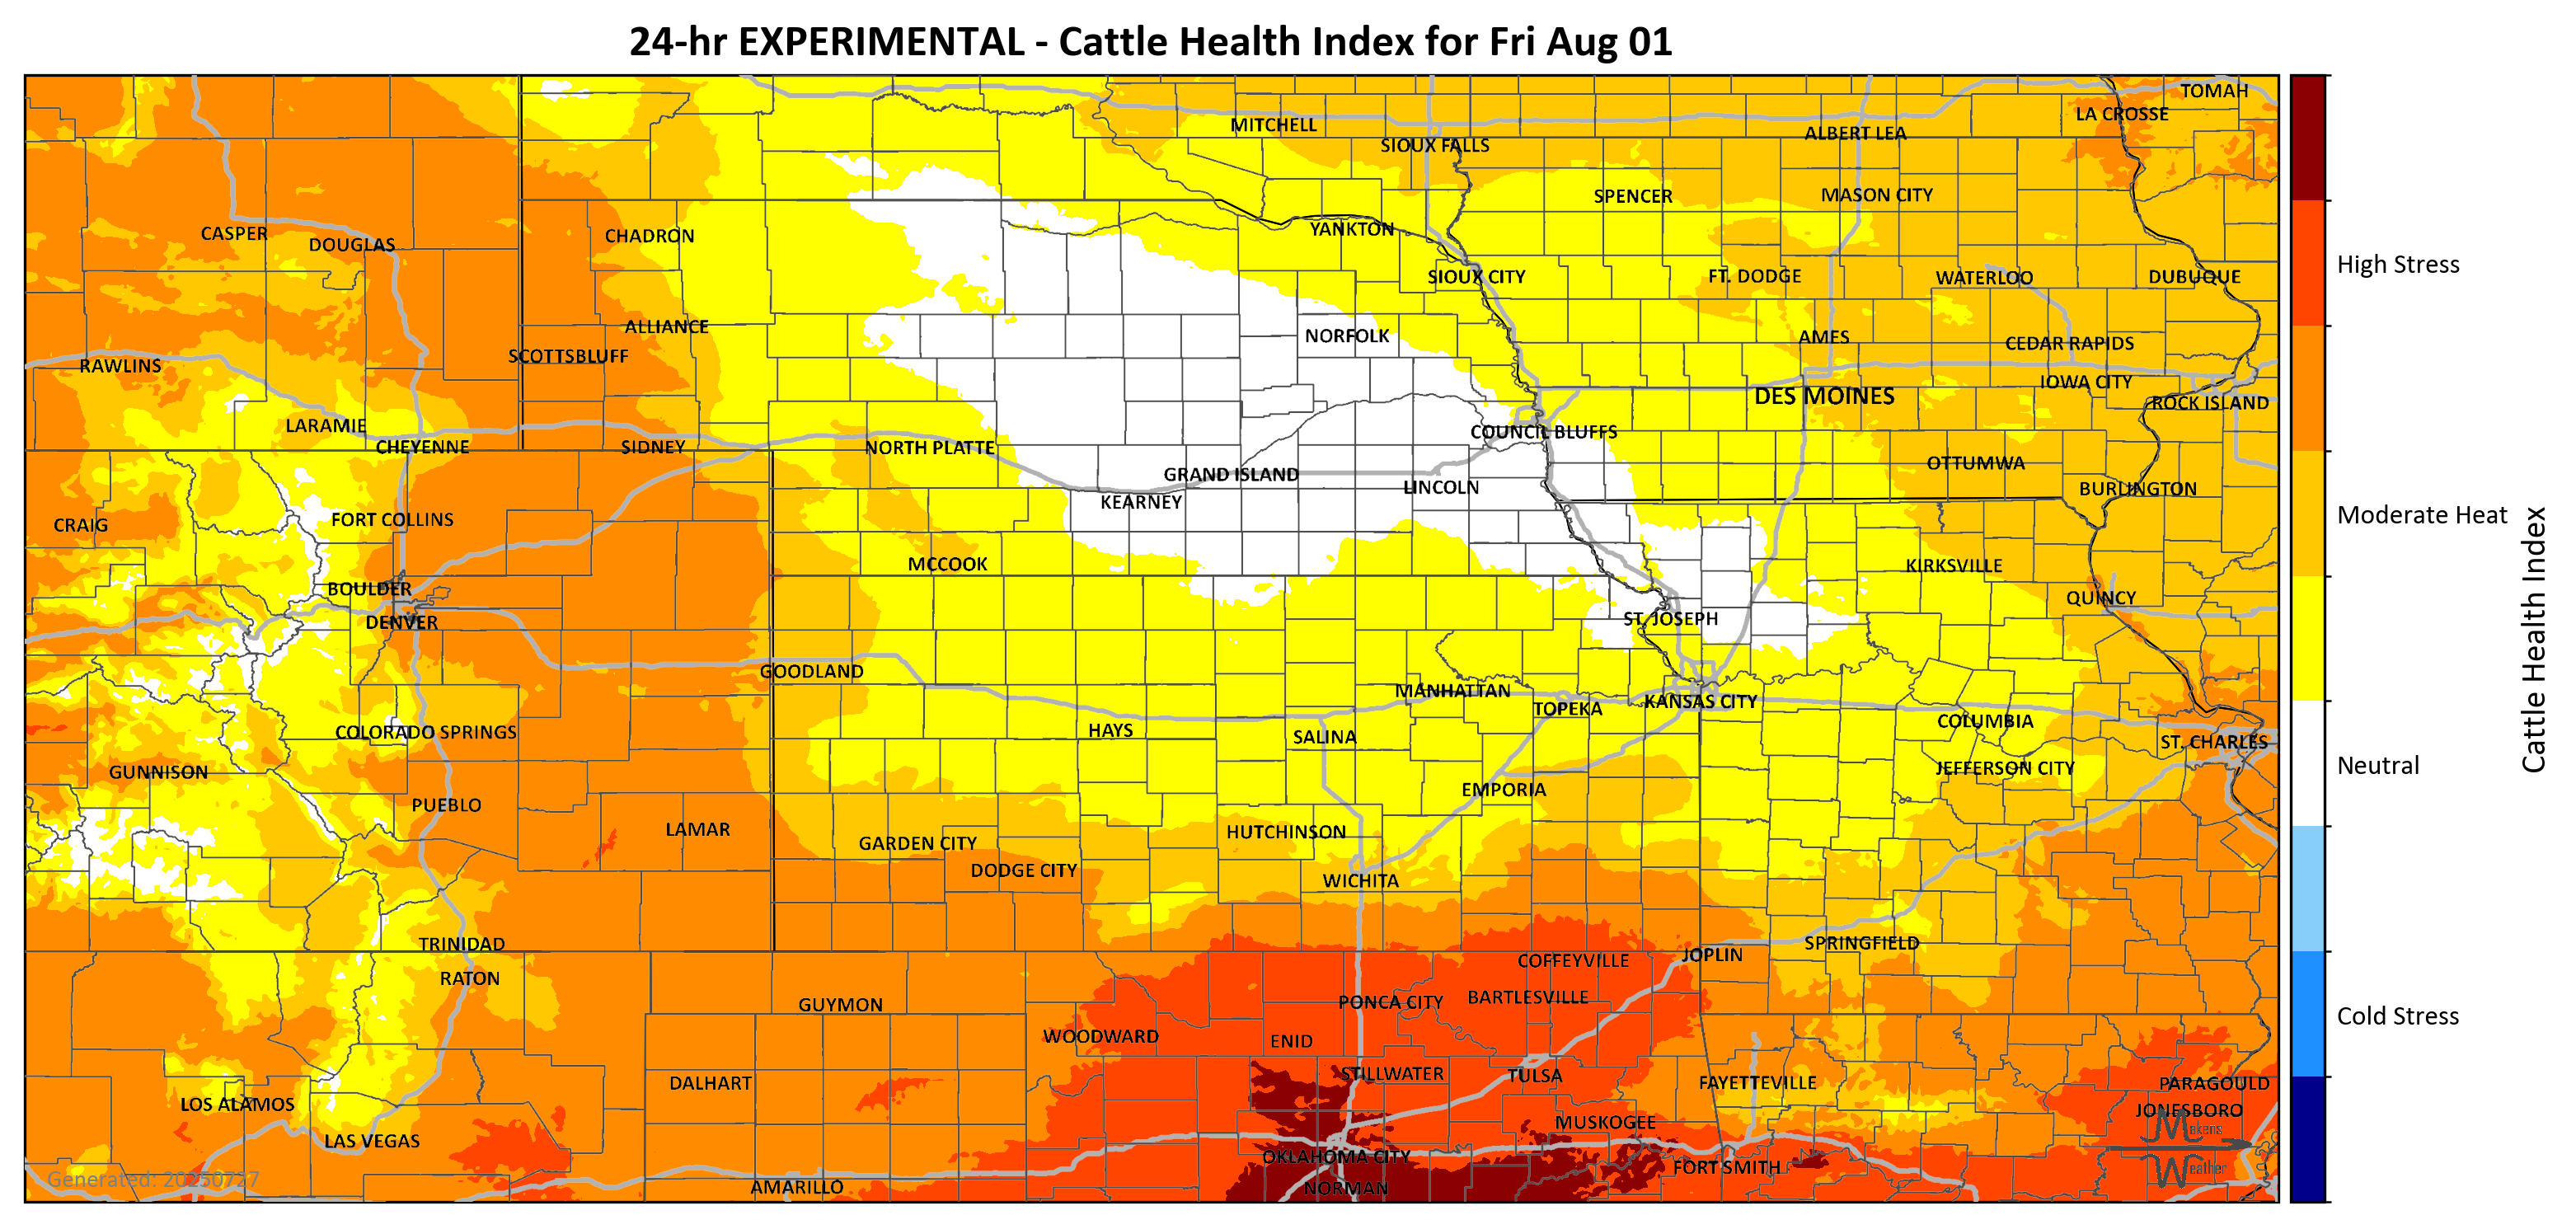 24-hr EXPERIMENTAL - Cattle Health Index for Fri Aug 01
TOMAH
LA CROSSE
MITCHELL
ALBERT LEA
SIOUX FALLS
SPENCER
MASON CITY
CASPER
DOUGLAS
CHADRON
YANKTON
SIOUX CITY
FT. DODGE
WATERLOO
DUBUQUE
ALLIANCE
NORFOLK
AMES
CEDAR RAPIDS
SCOTTSBLUFF
RAWLINS
IOWA CITY
DES MOINES
ROCK ISLAND
LARAMIE
COUNCIL BLUFFS
CHEYENNE
SIDNEY
NORTH PLATTE
OTTUMWA
GRAND ISLAND
LINCOLN
BURLINGTON
KEARNEY
CRAIG
FORT COLLINS
MCCOOK
KIRKSVILLE
BOULDER
QUINCY
DENVER
ST. JOSEPH
GOODLAND
MANHATTAN
KANSAS CITY
TOPEKA
COLUMBIA
COLORADO SPRINGS
HAYS
SALINA
ST. CHARLES
GUNNISON
JEFFERSON CITY
EMPORIA
PUEBLO
LAMAR
HUTCHINSON
GARDEN CITY
DODGE CITY
WICHITA
TRINIDAD
SPRINGFIELD
JOPLIN
COFFEYVILLE
RATON
BARTLESVILLE
PONCA CITY
GUYMON
WOODWARD
ENID
STILLWATER
TULSA
DALHART
FAYETTEVILLE
PARAGOULD
LOS ALAMOS
JONESBORO
MUSKOGEE
Makens
LAS VEGAS
OKLAHOMA CITY
FORT SMITH
Weather
Generated: 20250727
AMARILLO
NORMAN
High Stress
Moderate Heat
Neutral
Cold Stress
Cattle Health Index